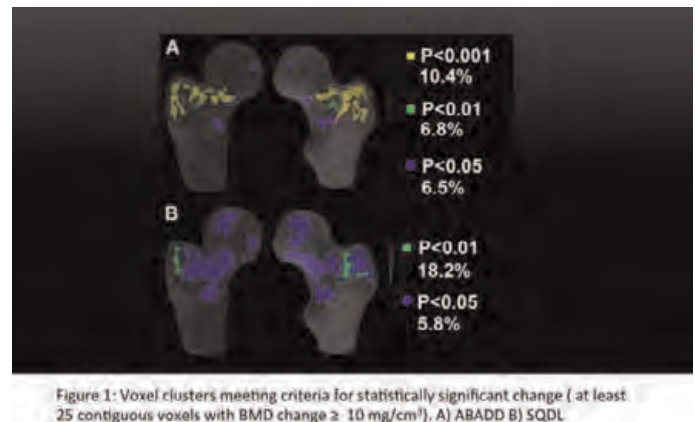 A
P<0.001
10.4%
P<0.01
6.8%
P<0.05
6.5%
B
P<0.01
18.2%
P<0.05
5.8%
Figure 1: Voxel clusters meeting criteria for statistically significant change ( at least
25 contiguous voxels with BMD change ≥ 10 mg/cm³). A) ABADD B) SQDL